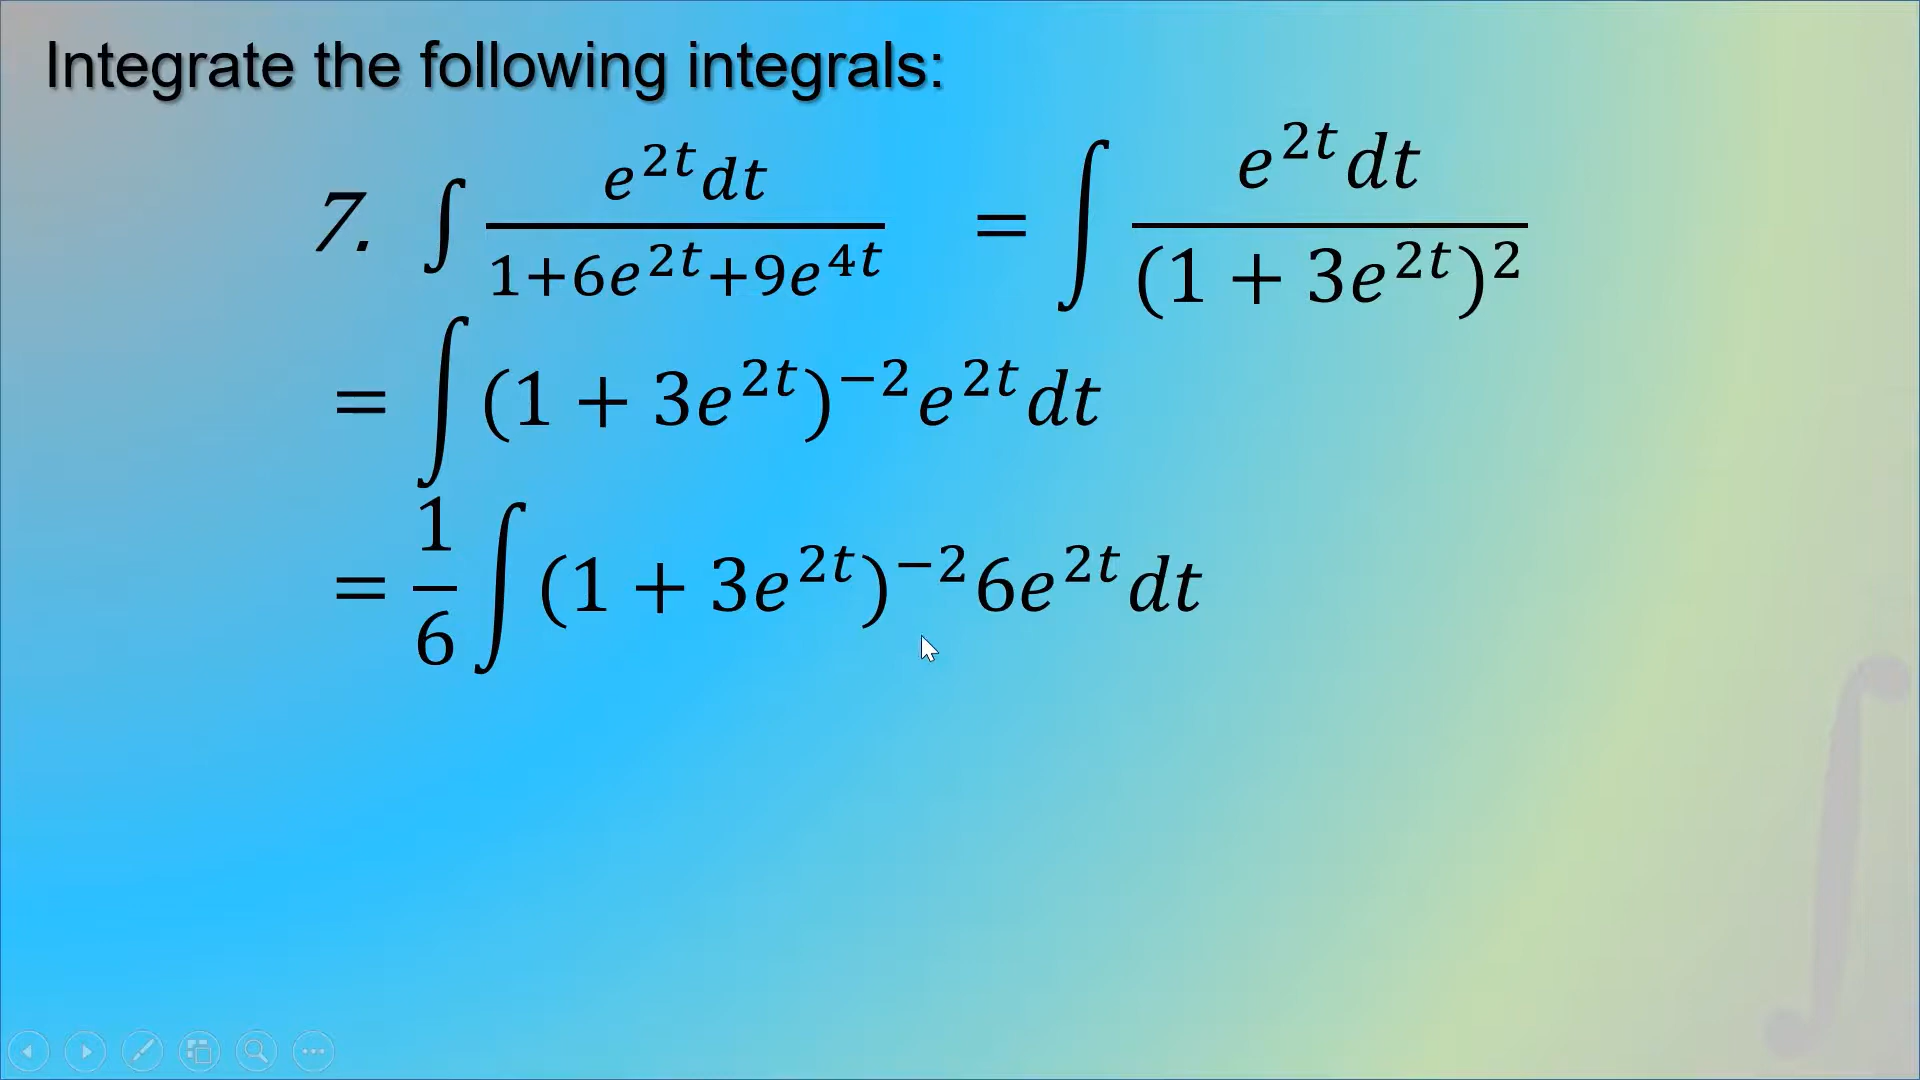 Integrate the following integrals:
7. ∫ e^{2t}dt / (1+6e^{2t}+9e^{4t}) = ∫ e^{2t}dt / (1 + 3e^{2t})^2
= ∫ (1 + 3e^{2t})^{-2} e^{2t} dt
= 1/6 ∫ (1 + 3e^{2t})^{-2} 6e^{2t} dt